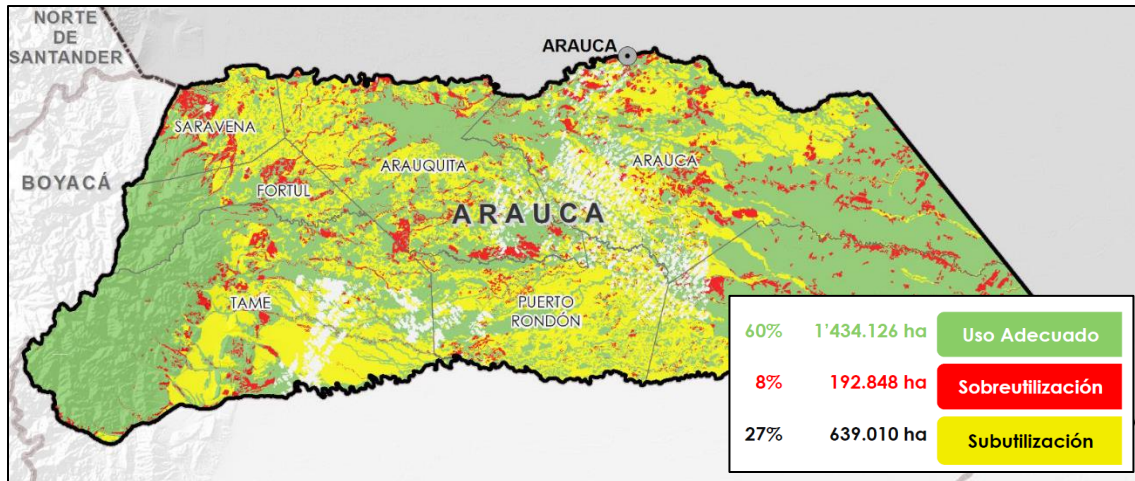 NORTE
DE
SANTANDER
ARAUCA
SARAVENA
BOYACÁ
FORTUL
ARAUQUITA
ARAUCA
ARAUCA
TAME
PUERTO
RONDÓN
60% 1'434.126 ha Uso Adecuado
8% 192.848 ha Sobreutilización
27% 639.010 ha Subutilización